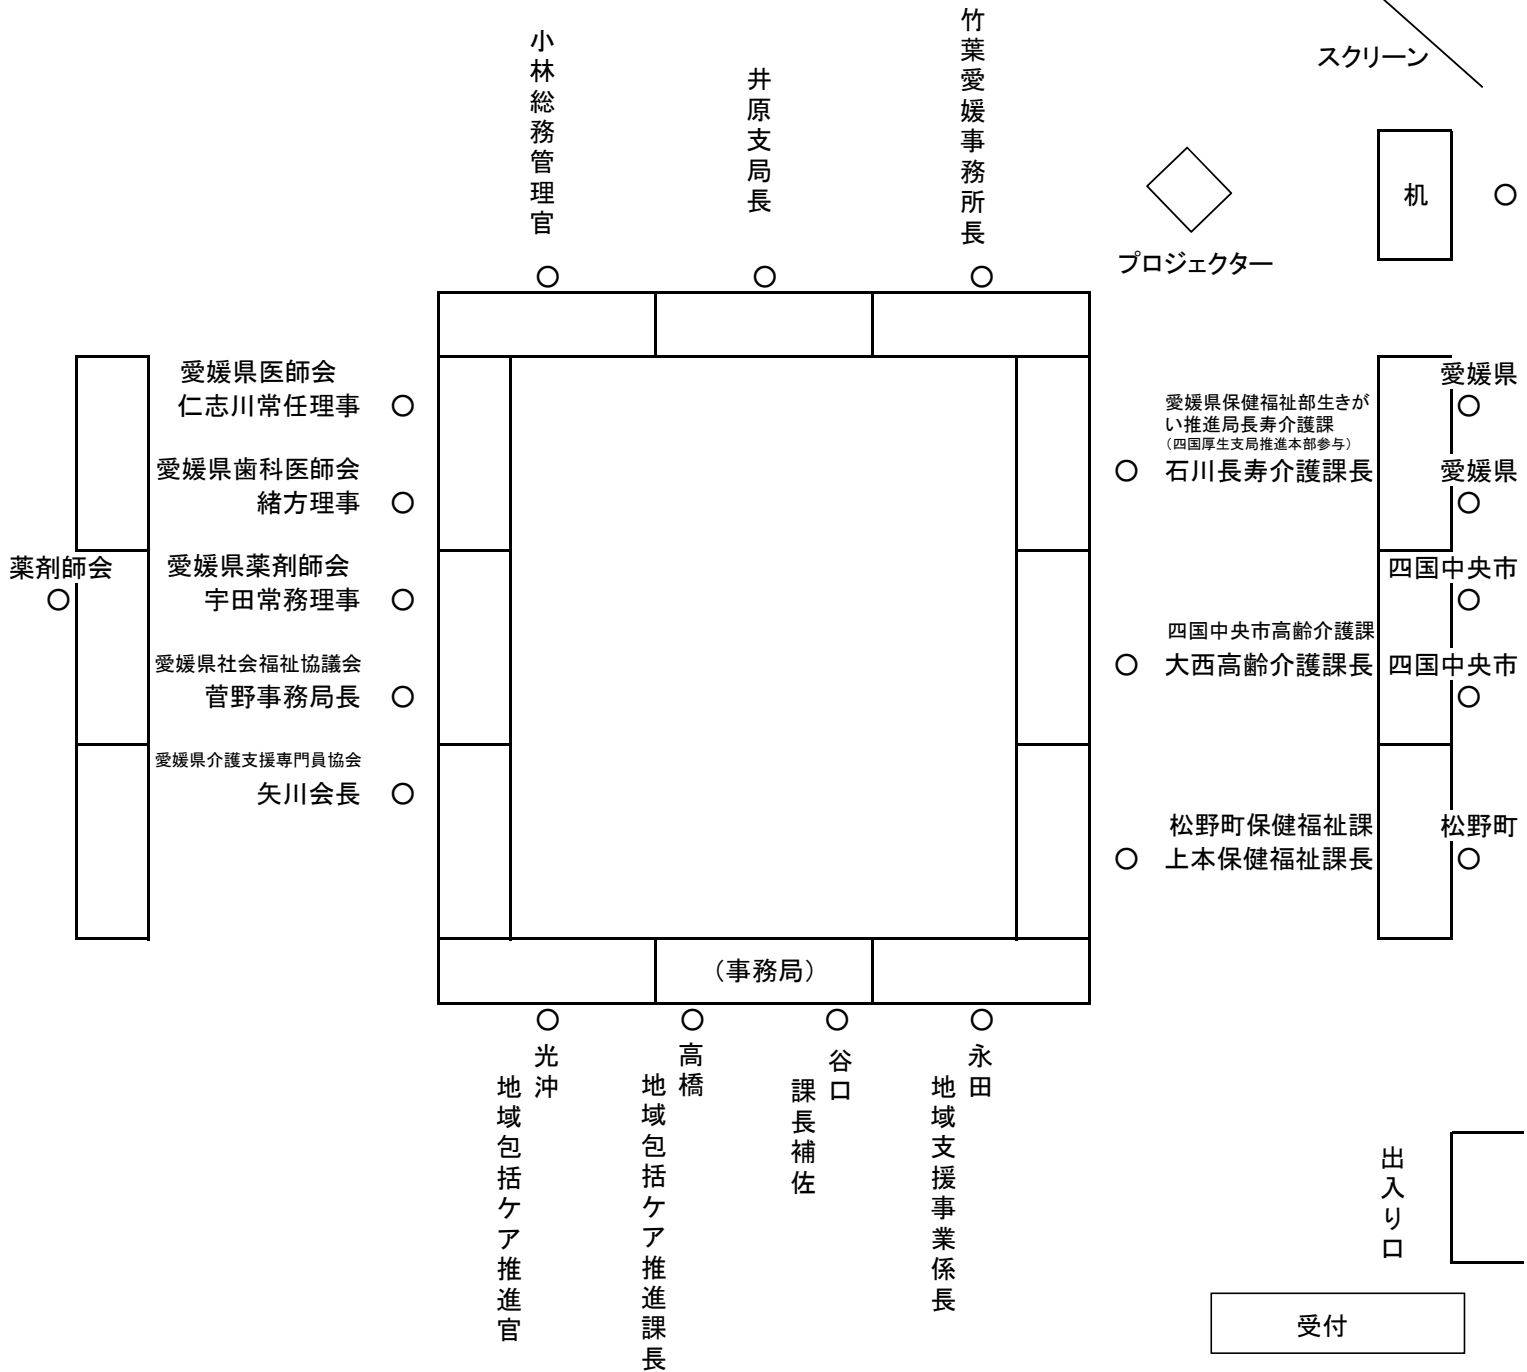 小林総務管理官
井原支局長
竹葉愛媛事務所長
スクリーン
机
プロジェクター
愛媛県医師会
仁志川常任理事
愛媛県歯科医師会
緒方理事
薬剤師会
愛媛県薬剤師会
宇田常務理事
愛媛県社会福祉協議会
菅野事務局長
愛媛県介護支援専門員協会
矢川会長
愛媛県保健福祉部生きが
い推進局長寿介護課
（四国厚生支局推進本部参与）
石川長寿介護課長
四国中央市高齢介護課
大西高齢介護課長
松野町保健福祉課
上本保健福祉課長
愛媛県
愛媛県
四国中央市
四国中央市
松野町
（事務局）
光沖
地域包括ケア推進官
高橋
地域包括ケア推進課長
谷口
課長補佐
永田
地域支援事業係長
出入り口
受付